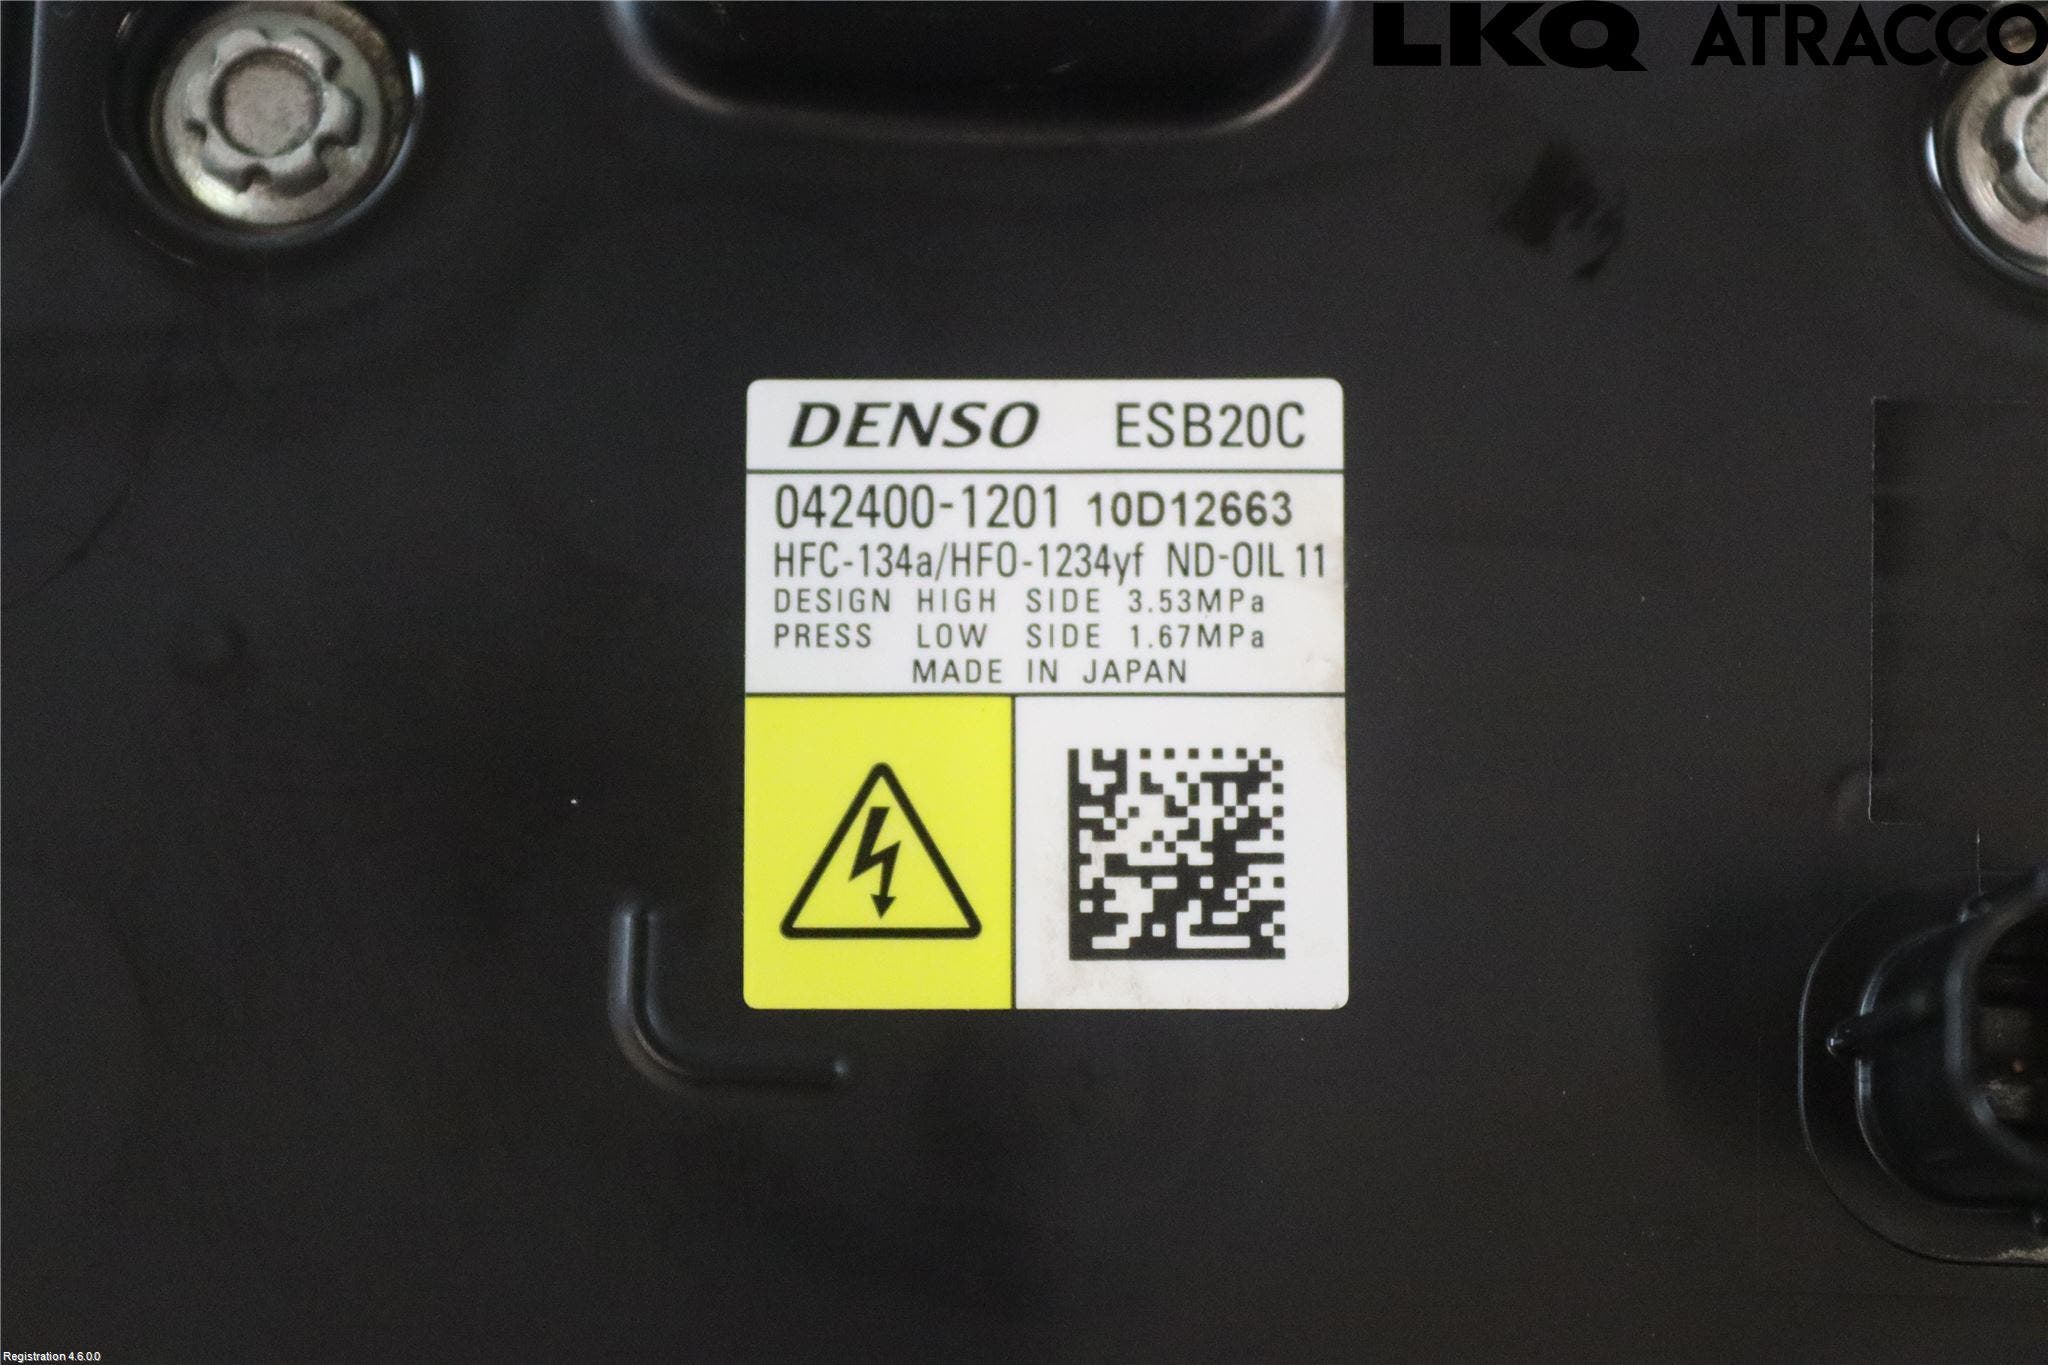 LKQ ATRACCO
DENSO ESB20C
042400-1201 10D12663
HFC-134a/HFO-1234yf ND-OIL 11
DESIGN HIGH SIDE 3.53MPa
PRESS LOW SIDE 1.67MPa
MADE IN JAPAN
Registration 4.6.0.0